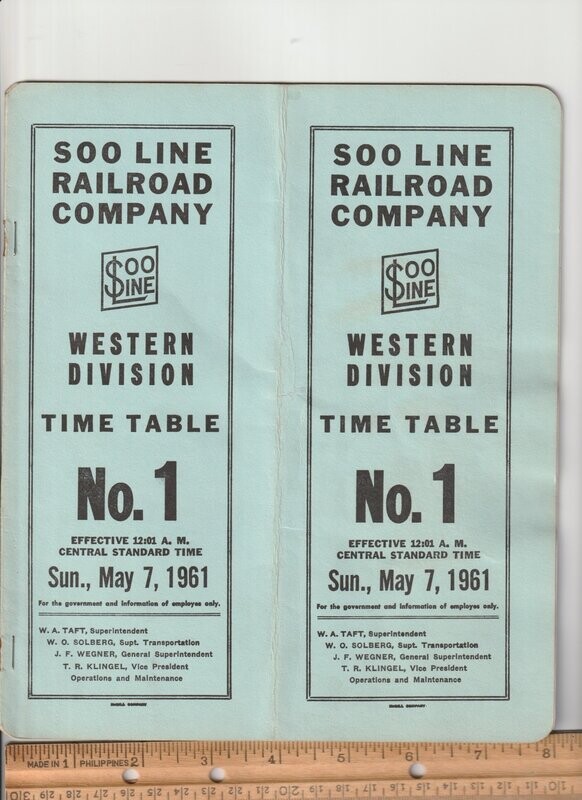 SOO LINE
RAILROAD
COMPANY
SOO
LINE
WESTERN
DIVISION
TIME TABLE
No. 1
EFFECTIVE 12:01 A. M.
CENTRAL STANDARD TIME
Sun., May 7, 1961
For the government and information of employes only.
W. A. TAFT, Superintendent
W. O. SOLBERG, Supt. Transportation
J. F. WEGNER, General Superintendent
T. R. KLINGEL, Vice President
Operations and Maintenance
SOO LINE
RAILROAD
COMPANY
SOO
LINE
WESTERN
DIVISION
TIME TABLE
No. 1
EFFECTIVE 12:01 A. M.
CENTRAL STANDARD TIME
Sun., May 7, 1961
For the government and information of employes only.
W. A. TAFT, Superintendent
W. O. SOLBERG, Supt. Transportation
J. F. WEGNER, General Superintendent
T. R. KLINGEL, Vice President
Operations and Maintenance
MADE IN 1 PHILIPPINES 2 3 4 5 6 7 8